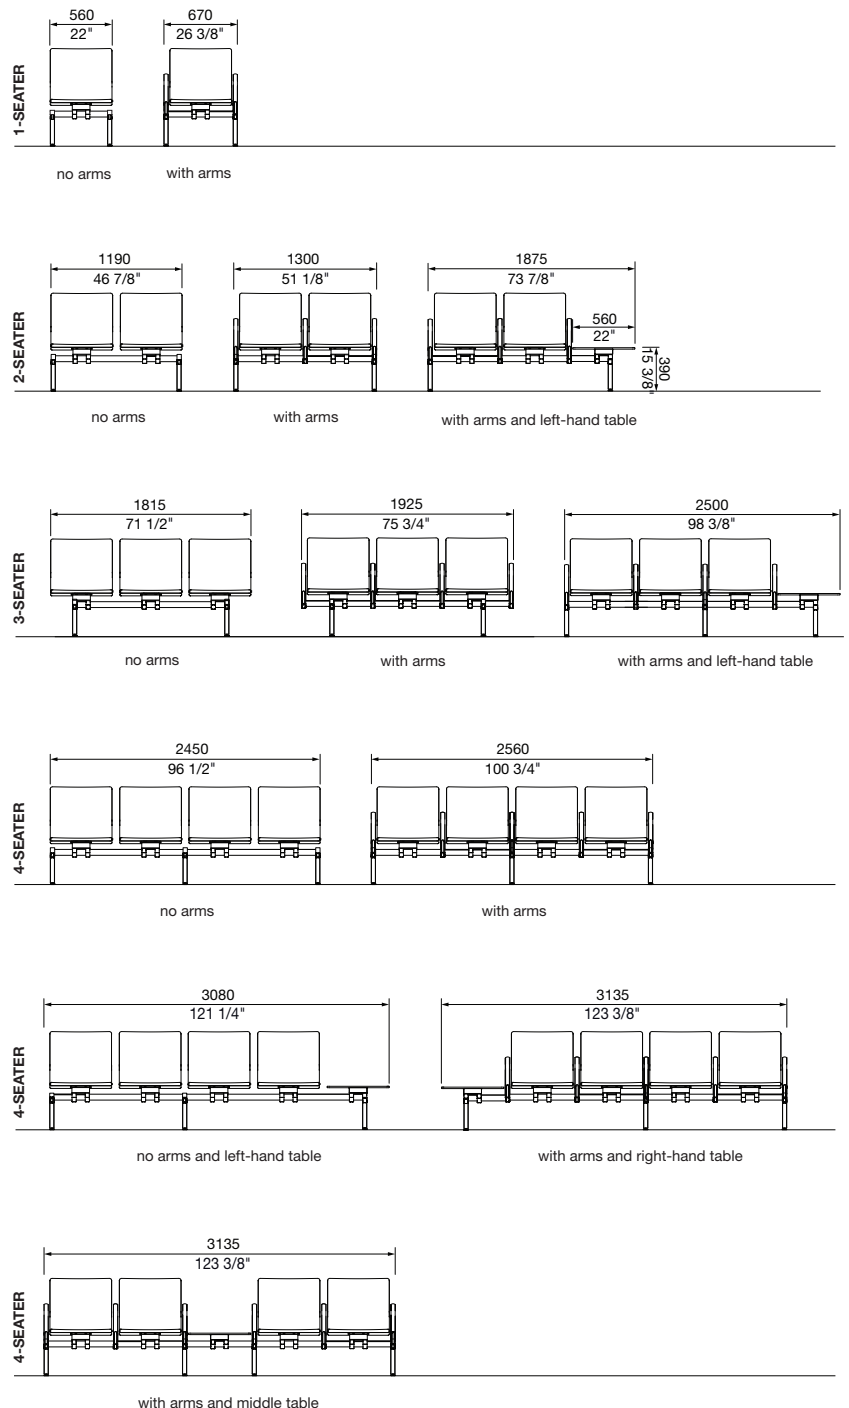 560
22"
670
26 3/8"
1-SEATER
no arms
with arms
1190
46 7/8"
1300
51 1/8"
1875
73 7/8"
560
22"
390
15 3/8"
2-SEATER
no arms
with arms
with arms and left-hand table
1815
71 1/2"
1925
75 3/4"
2500
98 3/8"
3-SEATER
no arms
with arms
with arms and left-hand table
2450
96 1/2"
2560
100 3/4"
4-SEATER
no arms
with arms
3080
121 1/4"
3135
123 3/8"
4-SEATER
no arms and left-hand table
with arms and right-hand table
3135
123 3/8"
4-SEATER
with arms and middle table